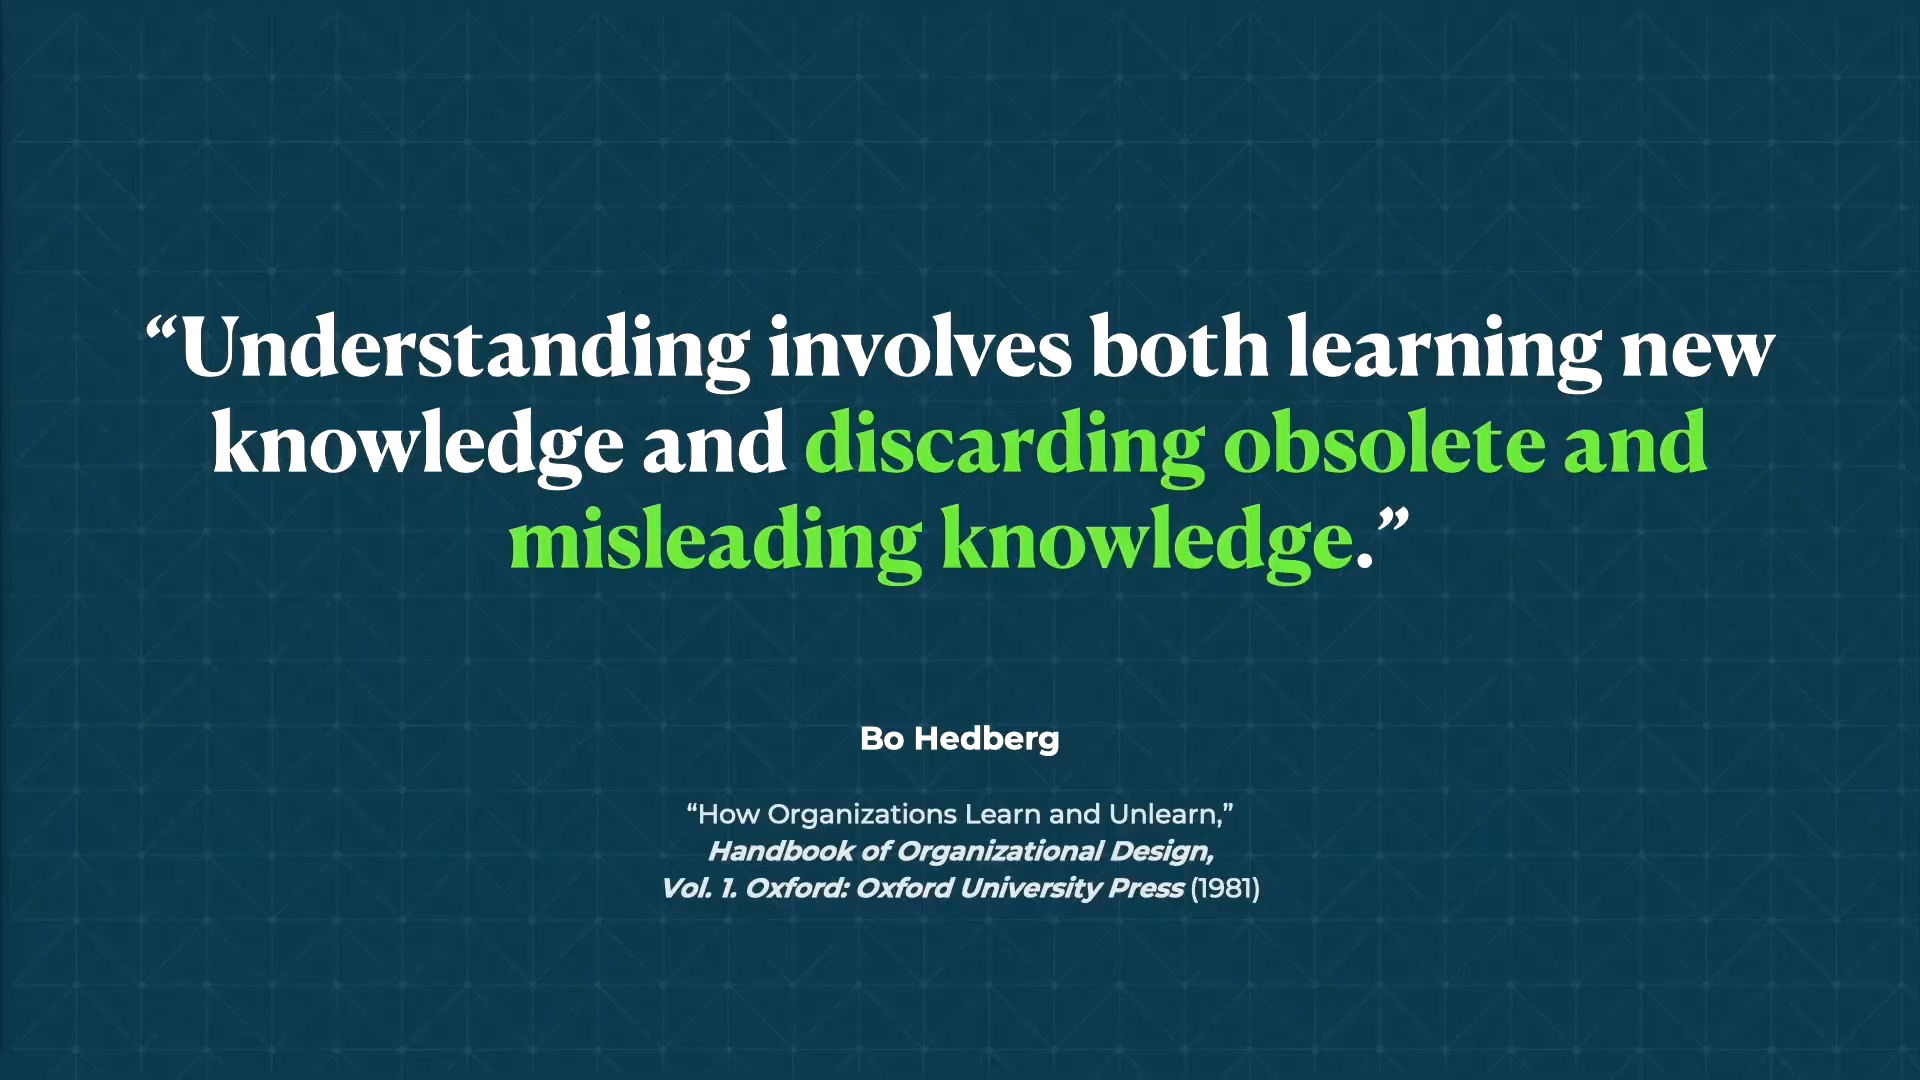 “Understanding involves both learning new
knowledge and discarding obsolete and
misleading knowledge.”
Bo Hedberg
“How Organizations Learn and Unlearn,”
Handbook of Organizational Design,
Vol. 1. Oxford: Oxford University Press (1981)